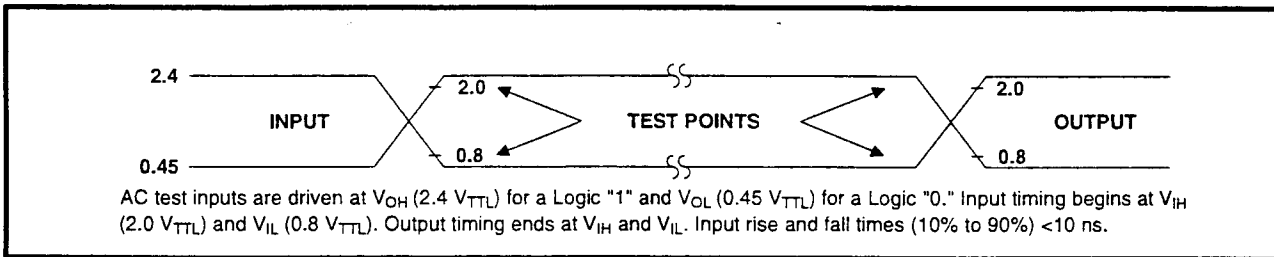 2.4
2.0 2.0
INPUT TEST POINTS OUTPUT
0.8 0.8
0.45
AC test inputs are driven at VOH (2.4 VTTL) for a Logic "1" and VOL (0.45 VTTL) for a Logic "0." Input timing begins at VIH
(2.0 VTTL) and VIL (0.8 VTTL). Output timing ends at VIH and VIL. Input rise and fall times (10% to 90%) <10 ns.